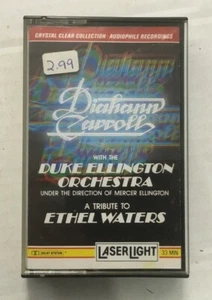 CRYSTAL CLEAR COLLECTION · AUDIOPHILE RECORDINGS
2.99
Diahann
Carroll
WITH THE
DUKE ELLINGTON
ORCHESTRA
UNDER THE DIRECTION OF MERCER ELLINGTON
A TRIBUTE TO
ETHEL WATERS
LASERLIGHT